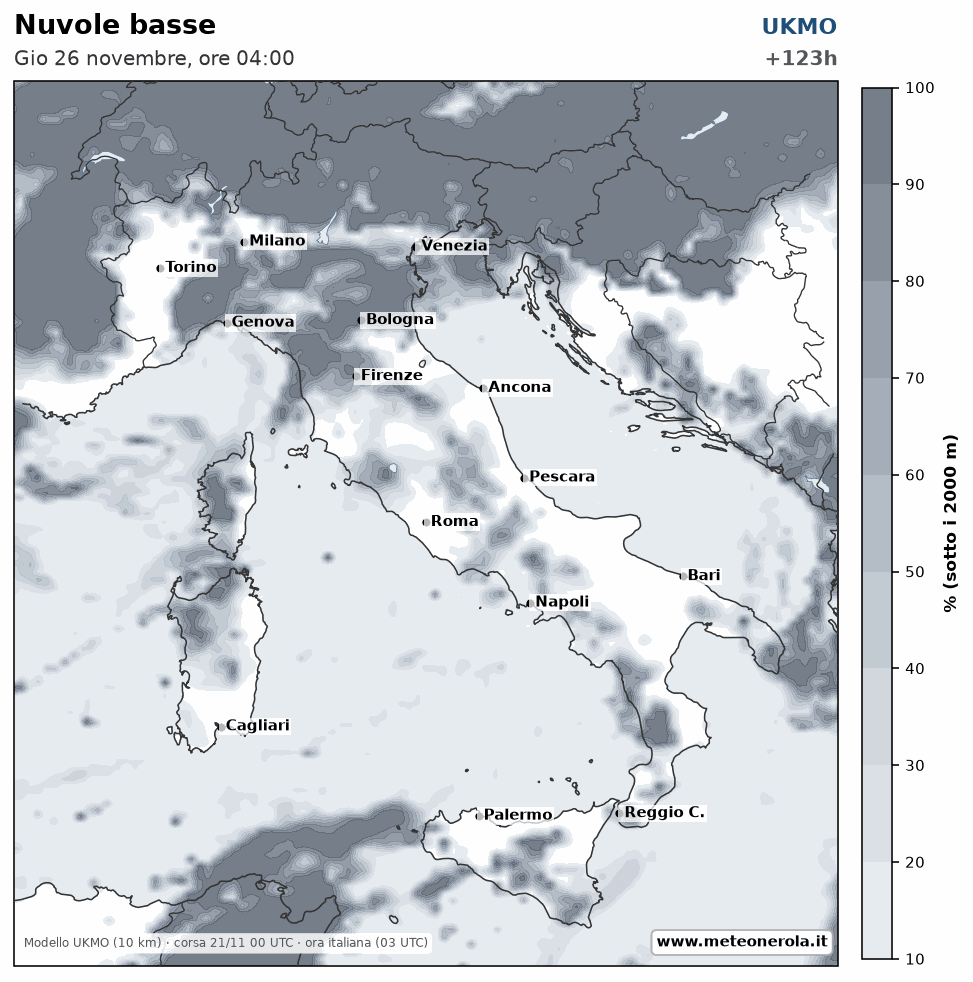 Nuvole basse
UKMO
Gio 26 novembre, ore 04:00
+123h
Milano
Venezia
Torino
Genova
Bologna
Firenze
Ancona
Pescara
Roma
Bari
Napoli
Cagliari
Palermo
Reggio C.
100
90
80
70
60
50
40
30
20
10
% (sotto i 2000 m)
Modello UKMO (10 km) · corsa 21/11 00 UTC · ora italiana (03 UTC)
www.meteonerola.it